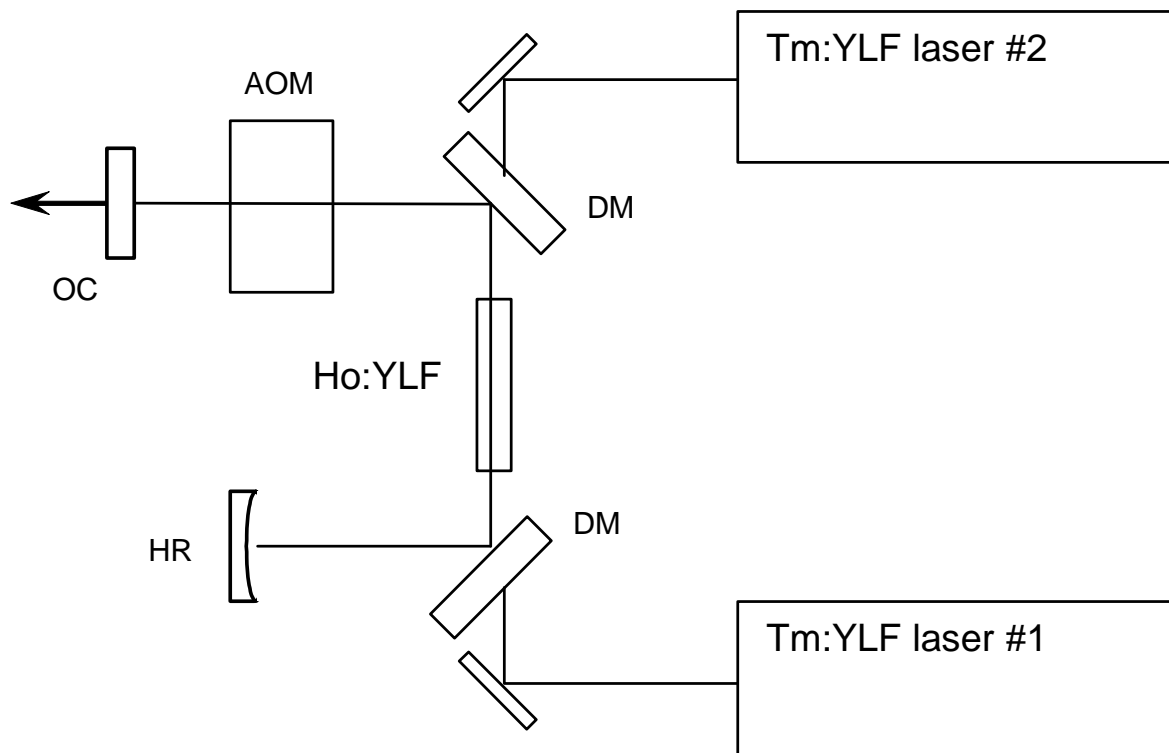 Tm:YLF laser #2
AOM
DM
OC
Ho:YLF
DM
HR
Tm:YLF laser #1